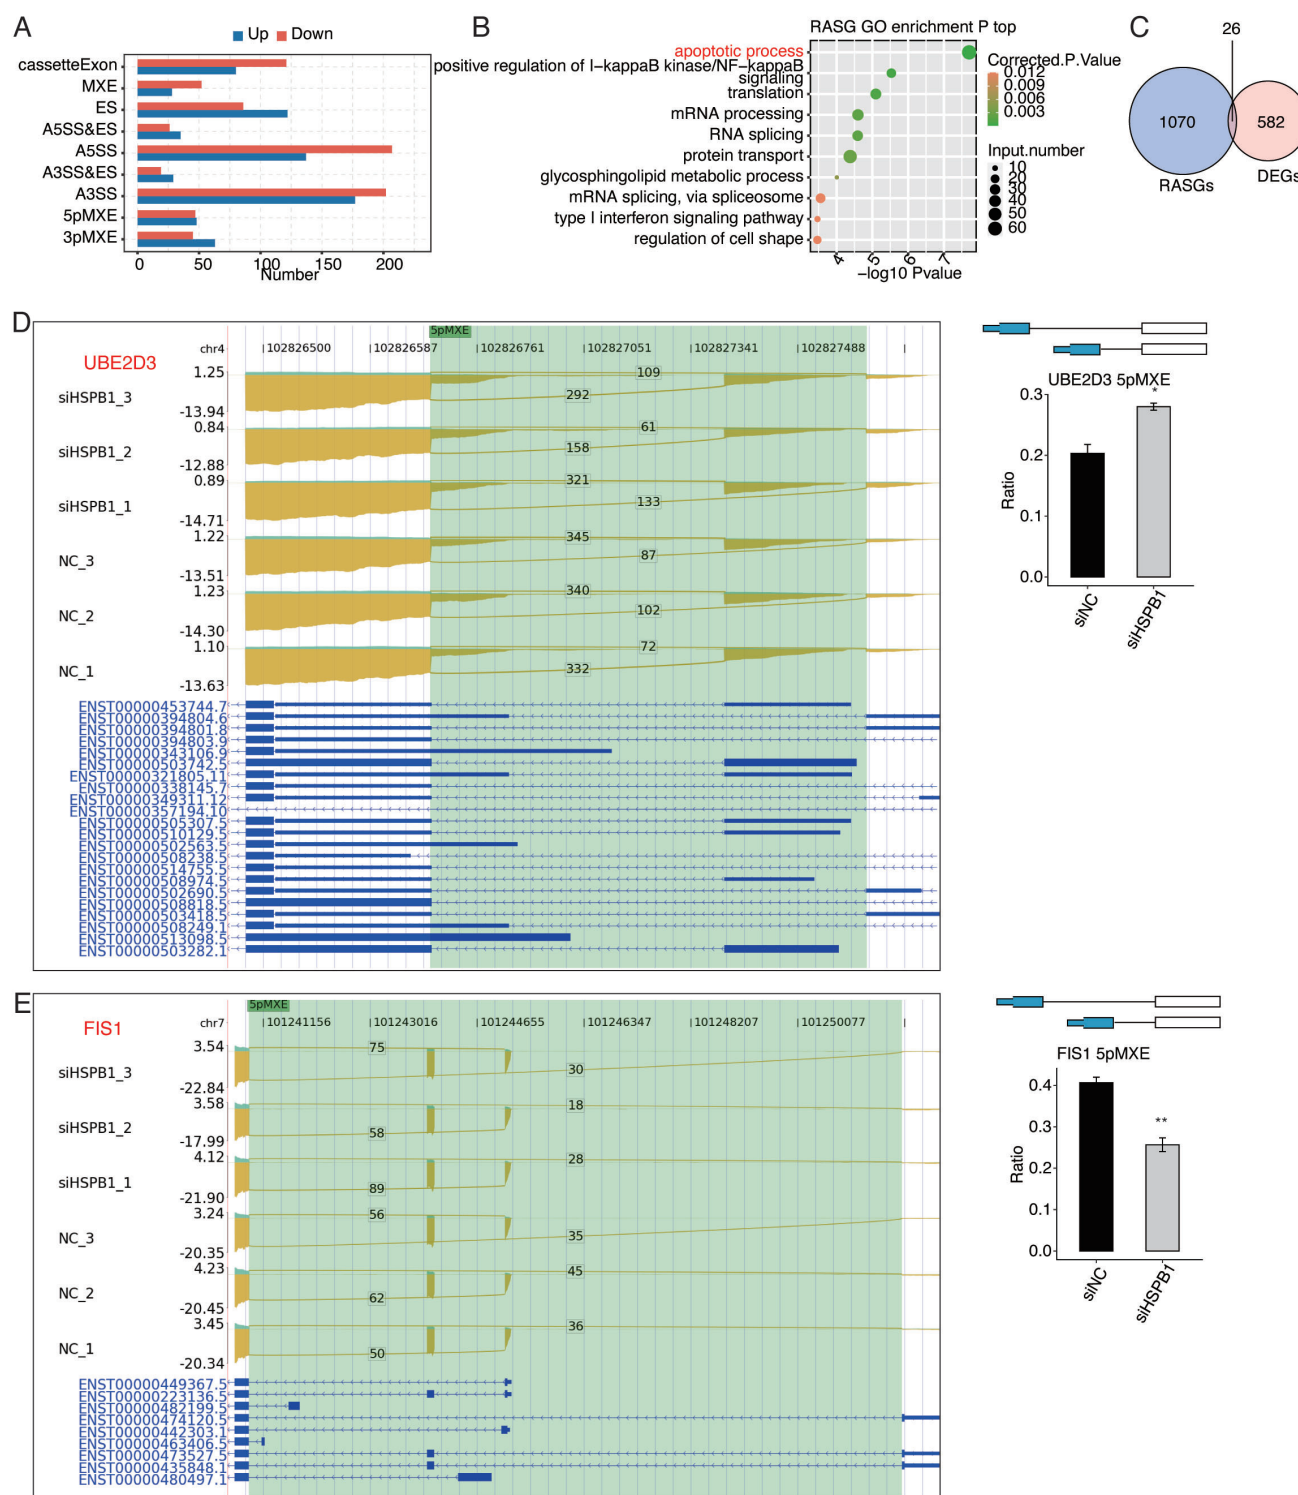 A
Up Down
cassetteExon
MXE
ES
A5SS&ES
A5SS
A3SS&ES
A3SS
5pMXE
3pMXE
0 50 100 150 200
Number
B
RASG GO enrichment P top
apoptotic process
positive regulation of I−kappaB kinase/NF−kappaB
signaling
translation
mRNA processing
RNA splicing
protein transport
glycosphingolipid metabolic process
mRNA splicing, via spliceosome
type I interferon signaling pathway
regulation of cell shape
4 5 6 7
−log10 Pvalue
Corrected.P.Value
0.012
0.009
0.006
0.003
Input.number
10
20
30
40
50
60
C
26
1070
582
RASGs
DEGs
D
5pMXE
UBE2D3
chr4
102826500 102826587 102826761 102827051 102827341 102827488
1.25
siHSPB1_3
-13.94
109
292
0.84
siHSPB1_2
-12.88
61
158
0.89
siHSPB1_1
-14.71
321
133
1.22
NC_3
-13.51
345
87
1.23
NC_2
-14.30
340
102
1.10
NC_1
-13.63
72
332
ENST00000453744.7
ENST00000394804.6
ENST00000394801.8
ENST00000394803.9
ENST00000343106.9
ENST00000503742.5
ENST00000321805.11
ENST00000338145.7
ENST00000349311.12
ENST00000357194.10
ENST00000505307.5
ENST00000510129.5
ENST00000502563.5
ENST00000508238.5
ENST00000514755.5
ENST00000508974.5
ENST00000502690.5
ENST00000508818.5
ENST00000503418.5
ENST00000508249.1
ENST00000513098.5
ENST00000503282.1
UBE2D3 5pMXE
*
0.3
0.2
0.1
0.0
Ratio
siNC
siHSPB1
E
5pMXE
FIS1
chr7
101241156 101243016 101244655 101246347 101248207 101250077
3.54
siHSPB1_3
-22.84
75
30
3.58
siHSPB1_2
-17.99
18
58
4.12
siHSPB1_1
-21.90
28
89
3.24
NC_3
-20.35
56
35
4.23
NC_2
-20.45
45
62
3.45
NC_1
-20.34
36
50
ENST00000449367.5
ENST00000223136.5
ENST00000482199.5
ENST00000474120.5
ENST00000442303.1
ENST00000463406.5
ENST00000473527.5
ENST00000435848.1
ENST00000480497.1
FIS1 5pMXE
**
0.4
0.3
0.2
0.1
0.0
Ratio
siNC
siHSPB1